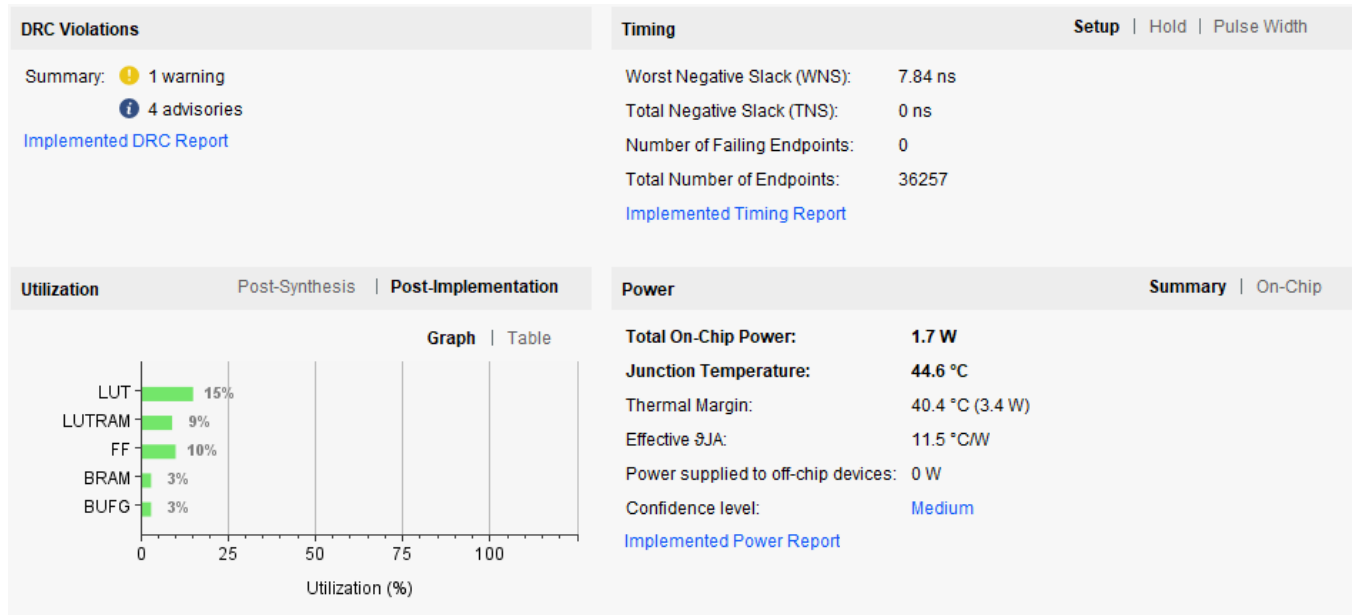 DRC Violations
Summary: 1 warning
4 advisories
Implemented DRC Report
Timing
Setup | Hold | Pulse Width
Worst Negative Slack (WNS): 7.84 ns
Total Negative Slack (TNS): 0 ns
Number of Failing Endpoints: 0
Total Number of Endpoints: 36257
Implemented Timing Report
Utilization
Post-Synthesis | Post-Implementation
Graph | Table
LUT 15%
LUTRAM 9%
FF 10%
BRAM 3%
BUFG 3%
0 25 50 75 100
Utilization (%)
Power
Summary | On-Chip
Total On-Chip Power: 1.7 W
Junction Temperature: 44.6 °C
Thermal Margin: 40.4 °C (3.4 W)
Effective ϑJA: 11.5 °C/W
Power supplied to off-chip devices: 0 W
Confidence level: Medium
Implemented Power Report